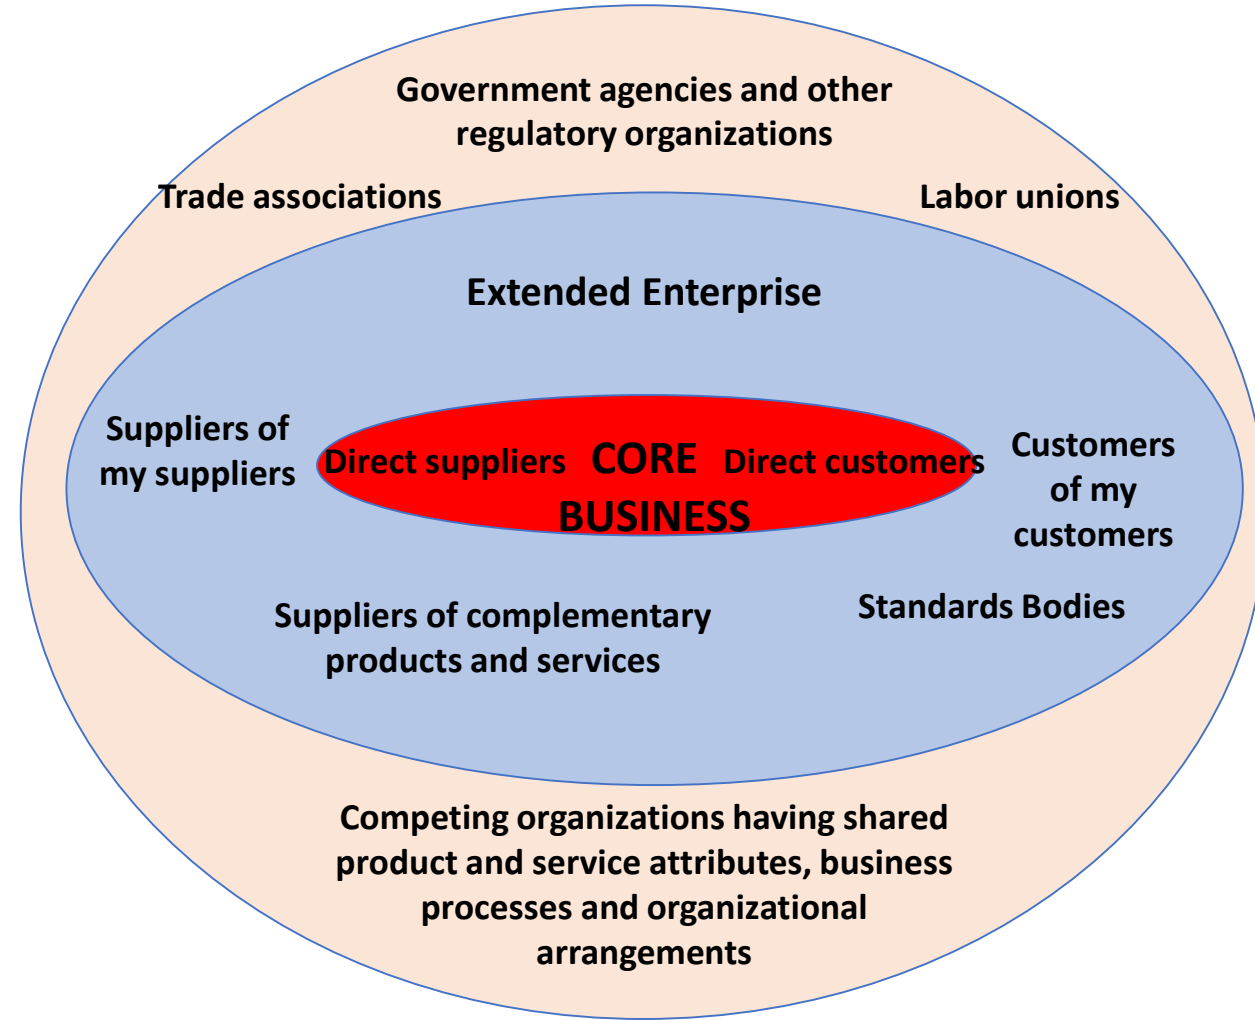 Government agencies and other
regulatory organizations
Trade associations
Labor unions
Extended Enterprise
Suppliers of
my suppliers
Direct suppliers
CORE
BUSINESS
Direct customers
Customers
of my
customers
Suppliers of complementary
products and services
Standards Bodies
Competing organizations having shared
product and service attributes, business
processes and organizational
arrangements